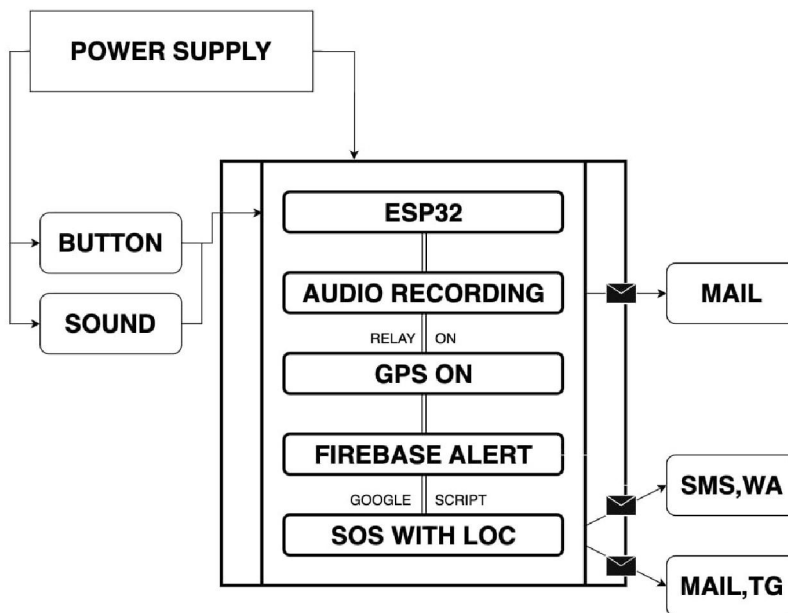 POWER SUPPLY
ESP32
BUTTON
AUDIO RECORDING
MAIL
SOUND
RELAY ON
GPS ON
FIREBASE ALERT
SMS,WA
GOOGLE SCRIPT
SOS WITH LOC
MAIL,TG